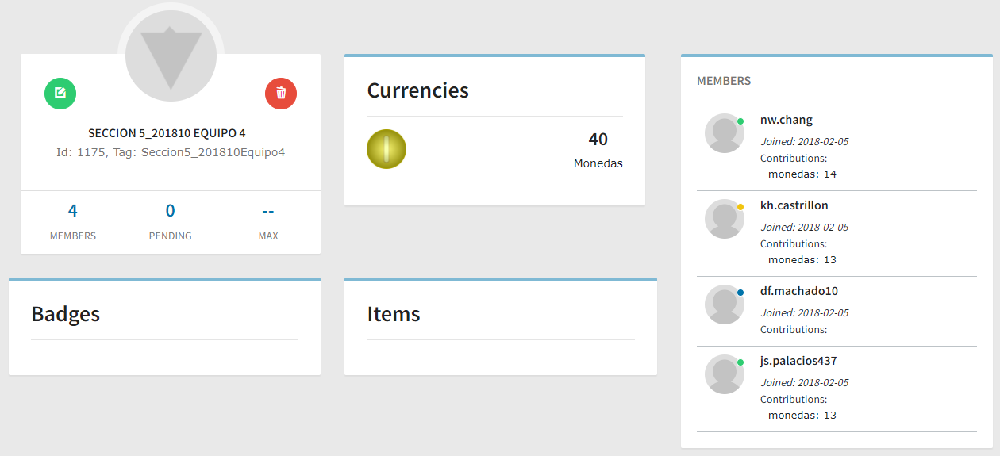 SECCION 5_201810 EQUIPO 4
Id: 1175, Tag: Seccion5_201810Equipo4
4
MEMBERS
0
PENDING
--
MAX
Currencies
40
Monedas
Badges
Items
MEMBERS
nw.chang
Joined: 2018-02-05
Contributions:
monedas: 14
kh.castrillon
Joined: 2018-02-05
Contributions:
monedas: 13
df.machado10
Joined: 2018-02-05
Contributions:
js.palacios437
Joined: 2018-02-05
Contributions:
monedas: 13